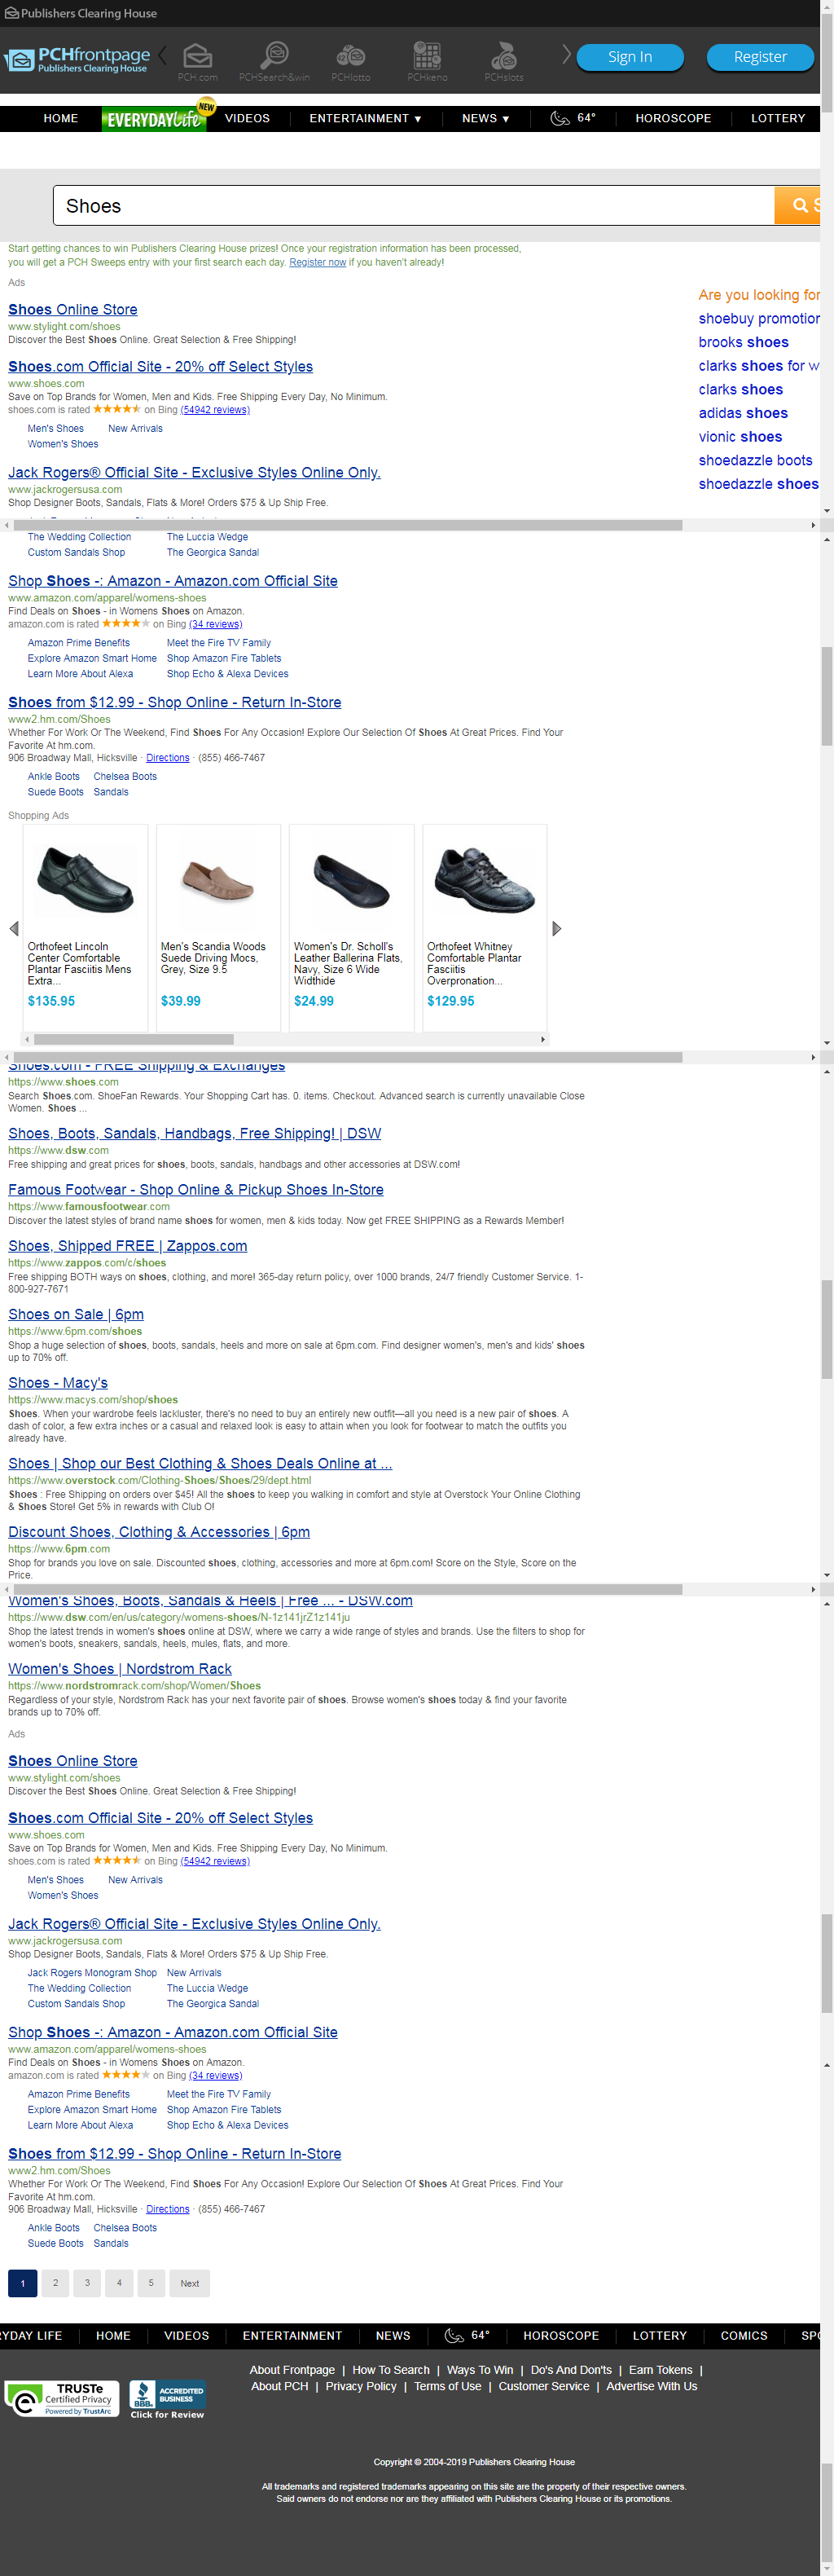 Publishers Clearing House
PCHfrontpage
Publishers Clearing House
PCH.com
PCHSearch&win
PCHlotto
PCHkeno
PCHslots
Sign In
Register
HOME
EVERYDAY Life
NEW
VIDEOS
ENTERTAINMENT ▼
NEWS ▼
64°
HOROSCOPE
LOTTERY
Shoes
Start getting chances to win Publishers Clearing House prizes! Once your registration information has been processed,
you will get a PCH Sweeps entry with your first search each day. Register now if you haven't already!
Ads
Shoes Online Store
www.stylight.com/shoes
Discover the Best Shoes Online. Great Selection & Free Shipping!
Shoes.com Official Site - 20% off Select Styles
www.shoes.com
Save on Top Brands for Women, Men and Kids. Free Shipping Every Day, No Minimum.
shoes.com is rated ★★★★★ on Bing (54942 reviews)
Men's Shoes New Arrivals
Women's Shoes
Jack Rogers® Official Site - Exclusive Styles Online Only.
www.jackrogersusa.com
Shop Designer Boots, Sandals, Flats & More! Orders $75 & Up Ship Free.
Are you looking for
shoebuy promotior
brooks shoes
clarks shoes for w
clarks shoes
adidas shoes
vionic shoes
shoedazzle boots
shoedazzle shoes
The Wedding Collection The Luccia Wedge
Custom Sandals Shop The Georgica Sandal
Shop Shoes -: Amazon - Amazon.com Official Site
www.amazon.com/apparel/womens-shoes
Find Deals on Shoes - in Womens Shoes on Amazon.
amazon.com is rated ★★★★★ on Bing (34 reviews)
Amazon Prime Benefits Meet the Fire TV Family
Explore Amazon Smart Home Shop Amazon Fire Tablets
Learn More About Alexa Shop Echo & Alexa Devices
Shoes from $12.99 - Shop Online - Return In-Store
www2.hm.com/Shoes
Whether For Work Or The Weekend, Find Shoes For Any Occasion! Explore Our Selection Of Shoes At Great Prices. Find Your
Favorite At hm.com.
906 Broadway Mall, Hicksville · Directions · (855) 466-7467
Ankle Boots Chelsea Boots
Suede Boots Sandals
Shopping Ads
Orthofeet Lincoln
Center Comfortable
Plantar Fasciitis Mens
Extra...
$135.95
Men's Scandia Woods
Suede Driving Mocs,
Grey, Size 9.5
$39.99
Women's Dr. Scholl's
Leather Ballerina Flats,
Navy, Size 6 Wide
Widthide
$24.99
Orthofeet Whitney
Comfortable Plantar
Fasciitis
Overpronation...
$129.95
Shoes.com - FREE Shipping & Exchanges
https://www.shoes.com
Search Shoes.com. ShoeFan Rewards. Your Shopping Cart has. 0. items. Checkout. Advanced search is currently unavailable Close
Women. Shoes ...
Shoes, Boots, Sandals, Handbags, Free Shipping! | DSW
https://www.dsw.com
Free shipping and great prices for shoes, boots, sandals, handbags and other accessories at DSW.com!
Famous Footwear - Shop Online & Pickup Shoes In-Store
https://www.famousfootwear.com
Discover the latest styles of brand name shoes for women, men & kids today. Now get FREE SHIPPING as a Rewards Member!
Shoes, Shipped FREE | Zappos.com
https://www.zappos.com/c/shoes
Free shipping BOTH ways on shoes, clothing, and more! 365-day return policy, over 1000 brands, 24/7 friendly Customer Service. 1-
800-927-7671
Shoes on Sale | 6pm
https://www.6pm.com/shoes
Shop a huge selection of shoes, boots, sandals, heels and more on sale at 6pm.com. Find designer women's, men's and kids' shoes
up to 70% off.
Shoes - Macy's
https://www.macys.com/shop/shoes
Shoes. When your wardrobe feels lackluster, there's no need to buy an entirely new outfit—all you need is a new pair of shoes. A
dash of color, a few extra inches or a casual and relaxed look is easy to attain when you look for footwear to match the outfits you
already have.
Shoes | Shop our Best Clothing & Shoes Deals Online at ...
https://www.overstock.com/Clothing-Shoes/Shoes/29/dept.html
Shoes : Free Shipping on orders over $45! All the shoes to keep you walking in comfort and style at Overstock Your Online Clothing
& Shoes Store! Get 5% in rewards with Club O!
Discount Shoes, Clothing & Accessories | 6pm
https://www.6pm.com
Shop for brands you love on sale. Discounted shoes, clothing, accessories and more at 6pm.com! Score on the Style, Score on the
Price.
Women's Shoes, Boots, Sandals & Heels | Free ... - DSW.com
https://www.dsw.com/en/us/category/womens-shoes/N-1z141jrZ1z141ju
Shop the latest trends in women's shoes online at DSW, where we carry a wide range of styles and brands. Use the filters to shop for
women's boots, sneakers, sandals, heels, mules, flats, and more.
Women's Shoes | Nordstrom Rack
https://www.nordstromrack.com/shop/Women/Shoes
Regardless of your style, Nordstrom Rack has your next favorite pair of shoes. Browse women's shoes today & find your favorite
brands up to 70% off.
Ads
Shoes Online Store
www.stylight.com/shoes
Discover the Best Shoes Online. Great Selection & Free Shipping!
Shoes.com Official Site - 20% off Select Styles
www.shoes.com
Save on Top Brands for Women, Men and Kids. Free Shipping Every Day, No Minimum.
shoes.com is rated ★★★★★ on Bing (54942 reviews)
Men's Shoes New Arrivals
Women's Shoes
Jack Rogers® Official Site - Exclusive Styles Online Only.
www.jackrogersusa.com
Shop Designer Boots, Sandals, Flats & More! Orders $75 & Up Ship Free.
Jack Rogers Monogram Shop New Arrivals
The Wedding Collection The Luccia Wedge
Custom Sandals Shop The Georgica Sandal
Shop Shoes -: Amazon - Amazon.com Official Site
www.amazon.com/apparel/womens-shoes
Find Deals on Shoes - in Womens Shoes on Amazon.
amazon.com is rated ★★★★★ on Bing (34 reviews)
Amazon Prime Benefits Meet the Fire TV Family
Explore Amazon Smart Home Shop Amazon Fire Tablets
Learn More About Alexa Shop Echo & Alexa Devices
Shoes from $12.99 - Shop Online - Return In-Store
www2.hm.com/Shoes
Whether For Work Or The Weekend, Find Shoes For Any Occasion! Explore Our Selection Of Shoes At Great Prices. Find Your
Favorite At hm.com.
906 Broadway Mall, Hicksville · Directions · (855) 466-7467
Ankle Boots Chelsea Boots
Suede Boots Sandals
1 2 3 4 5 Next
RYDAY LIFE HOME VIDEOS ENTERTAINMENT NEWS 64° HOROSCOPE LOTTERY COMICS SPO
About Frontpage | How To Search | Ways To Win | Do's And Don'ts | Earn Tokens |
About PCH | Privacy Policy | Terms of Use | Customer Service | Advertise With Us
TRUSTe
Certified Privacy
Powered by TrustArc
BBB.
ACCREDITED
BUSINESS
Click for Review
Copyright © 2004-2019 Publishers Clearing House
All trademarks and registered trademarks appearing on this site are the property of their respective owners.
Said owners do not endorse nor are they affiliated with Publishers Clearing House or its promotions.